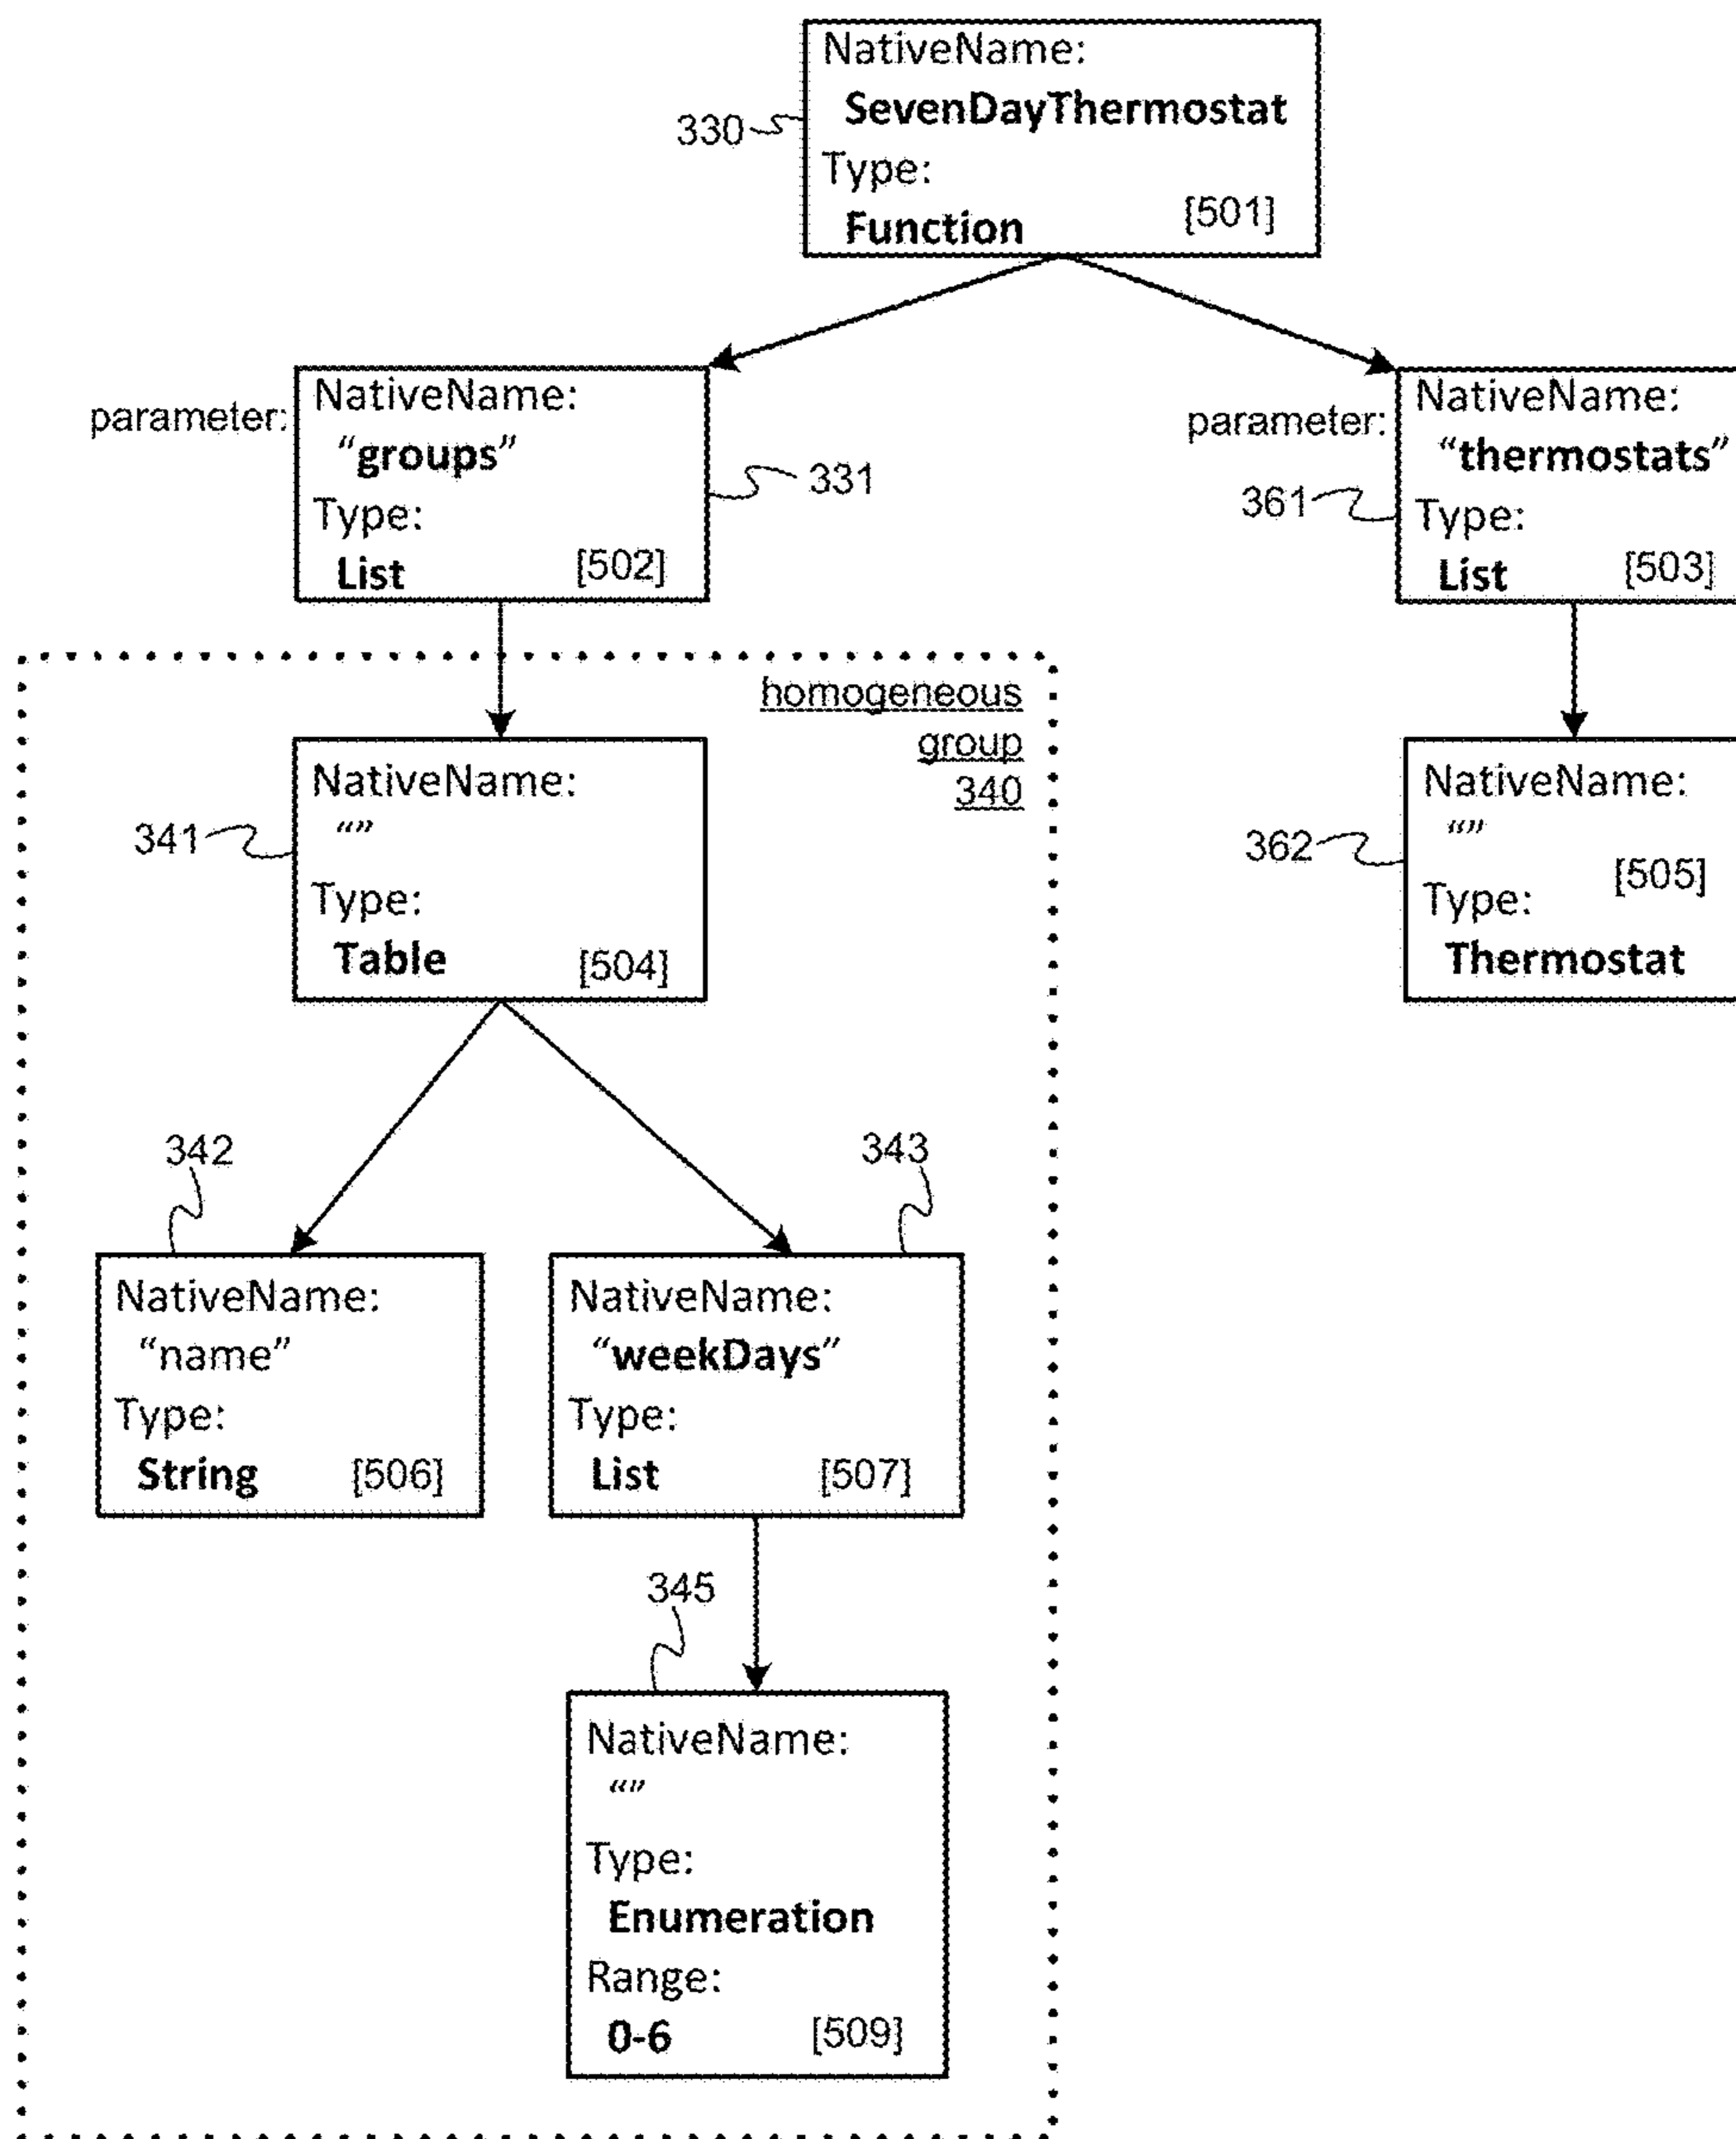 NativeName:
SevenDayThermostat
330
Type:
Function [501]
parameter:
NativeName:
"groups"
331
Type:
List [502]
parameter:
NativeName:
"thermostats"
361
Type:
List [503]
homogeneous
group
340
NativeName:
""
341
Type:
Table [504]
NativeName:
""
362
[505]
Type:
Thermostat
342
343
NativeName:
"name"
Type:
String [506]
NativeName:
"weekDays"
Type:
List [507]
345
NativeName:
""
Type:
Enumeration
Range:
0-6 [509]